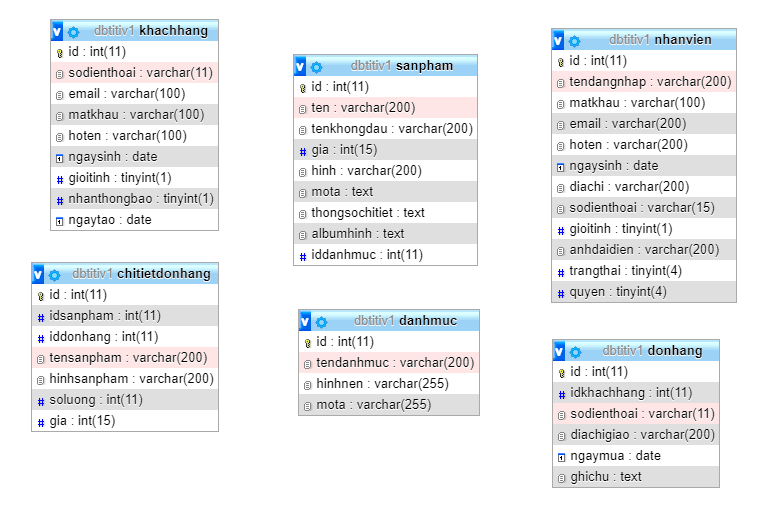 v dbtitiv1 khachhang
id : int(11)
sodienthoai : varchar(11)
email : varchar(100)
matkhau : varchar(100)
hoten : varchar(100)
ngaysinh : date
# gioitinh : tinyint(1)
# nhanthongbao : tinyint(1)
ngaytao : date
v dbtitiv1 sanpham
id : int(11)
ten : varchar(200)
tenkhongdau : varchar(200)
# gia : int(15)
hinh : varchar(200)
mota : text
thongsochitiet : text
albumhinh : text
# iddanhmuc : int(11)
v dbtitiv1 nhanvien
id : int(11)
tendangnhap : varchar(200)
matkhau : varchar(100)
email : varchar(200)
hoten : varchar(200)
ngaysinh : date
diachi : varchar(200)
sodienthoai : varchar(15)
# gioitinh : tinyint(1)
anhdaidien : varchar(200)
# trangthai : tinyint(4)
# quyen : tinyint(4)
v dbtitiv1 chitietdonhang
id : int(11)
# idsanpham : int(11)
# iddonhang : int(11)
tensanpham : varchar(200)
hinhsanpham : varchar(200)
# soluong : int(11)
# gia : int(15)
v dbtitiv1 danhmuc
id : int(11)
tendanhmuc : varchar(200)
hinhnen : varchar(255)
mota : varchar(255)
v dbtitiv1 donhang
id : int(11)
# idkhachhang : int(11)
sodienthoai : varchar(11)
diachigiao : varchar(200)
ngaymua : date
ghichu : text